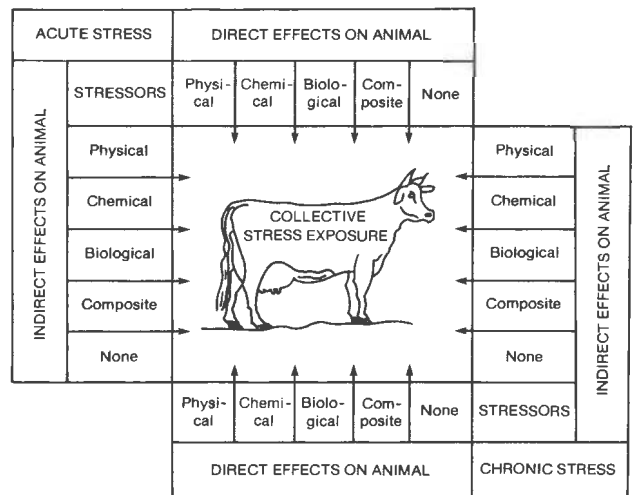 ACUTE STRESS
DIRECT EFFECTS ON ANIMAL
INDIRECT EFFECTS ON ANIMAL
STRESSORS
Physi-
cal
Chemi-
cal
Biolo-
gical
Com-
posite
None
Physical
Chemical
Biological
Composite
None
COLLECTIVE
STRESS EXPOSURE
Physical
Chemical
Biological
Composite
None
INDIRECT EFFECTS ON ANIMAL
Physi-
cal
Chemi-
cal
Biolo-
gical
Com-
posite
None
STRESSORS
DIRECT EFFECTS ON ANIMAL
CHRONIC STRESS